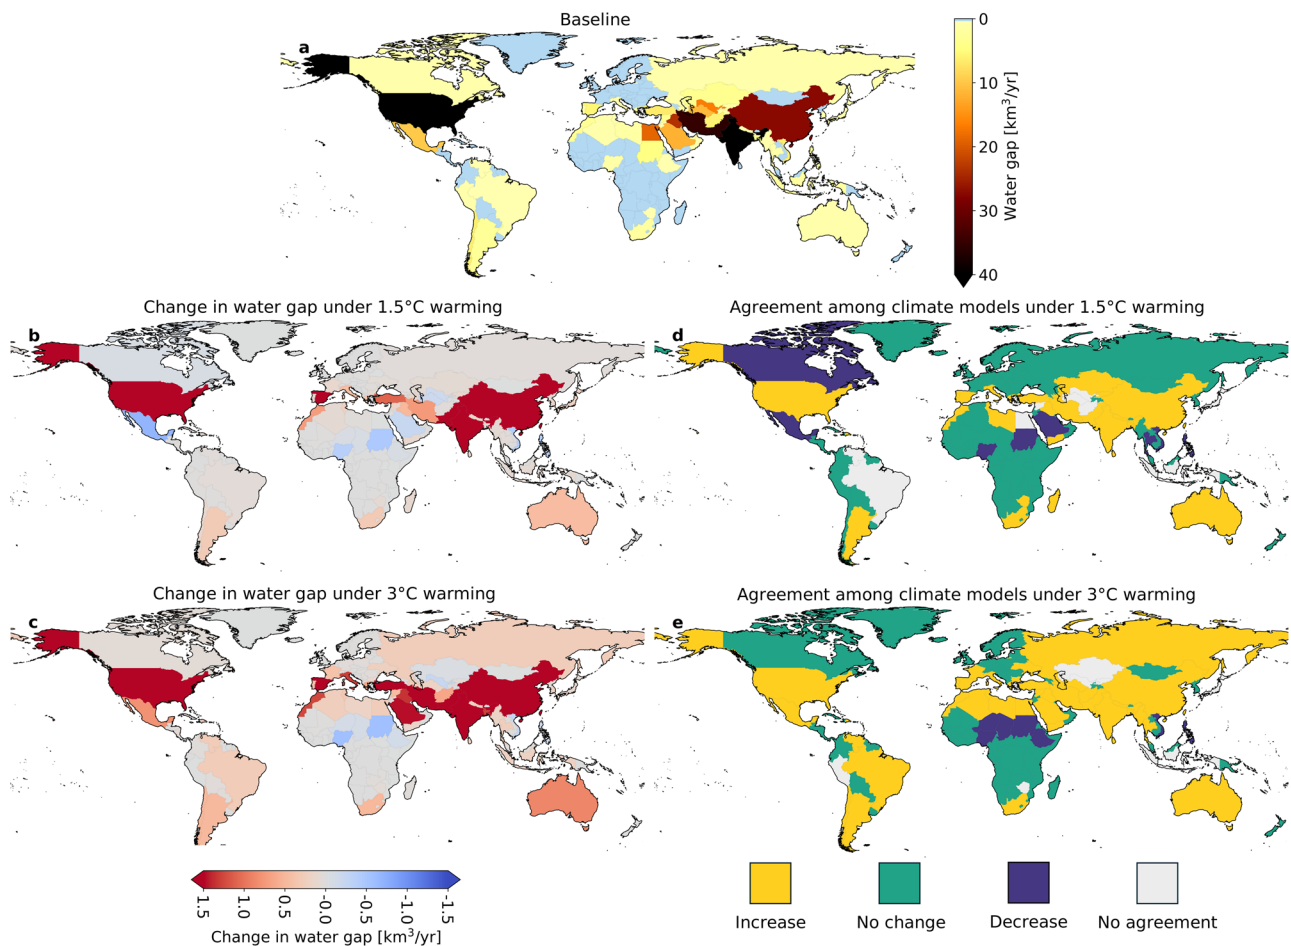 Baseline
a
0
10
20
30
40
Water gap [km³/yr]
Change in water gap under 1.5°C warming
b
Agreement among climate models under 1.5°C warming
d
Change in water gap under 3°C warming
c
Agreement among climate models under 3°C warming
e
1.5
1.0
0.5
-0.0
-0.5
-1.0
-1.5
Change in water gap [km³/yr]
Increase
No change
Decrease
No agreement